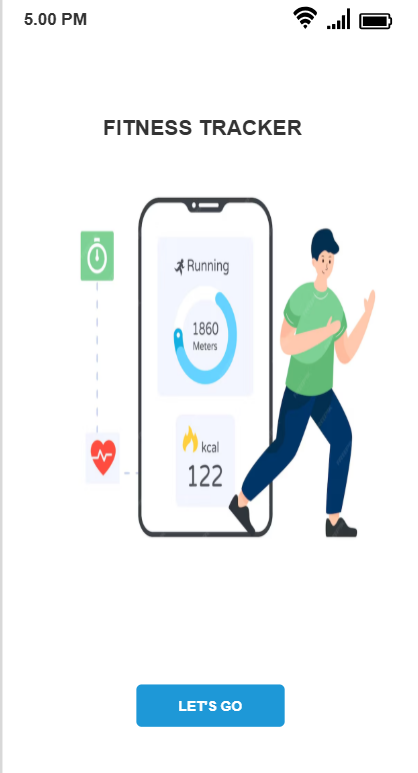 5.00 PM
FITNESS TRACKER
Running
1860
Meters
kcal
122
LET'S GO